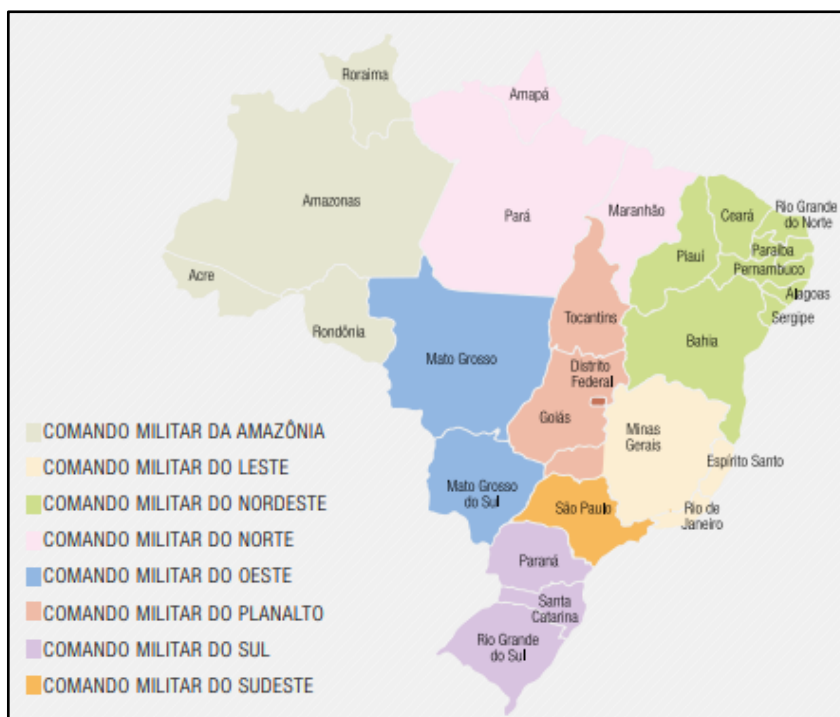 Roraima
Amapá
Amazonas
Pará
Maranhão
Ceará
Rio Grande
do Norte
Piauí
Paraíba
Pernambuco
Acre
Alagoas
Sergipe
Rondônia
Tocantins
Bahia
Mato Grosso
Distrito
Federal
Goiás
Minas
Gerais
Espírito Santo
Mato Grosso
do Sul
São Paulo
Rio de
Janeiro
Paraná
Santa
Catarina
Rio Grande
do Sul
COMANDO MILITAR DA AMAZÔNIA
COMANDO MILITAR DO LESTE
COMANDO MILITAR DO NORDESTE
COMANDO MILITAR DO NORTE
COMANDO MILITAR DO OESTE
COMANDO MILITAR DO PLANALTO
COMANDO MILITAR DO SUL
COMANDO MILITAR DO SUDESTE